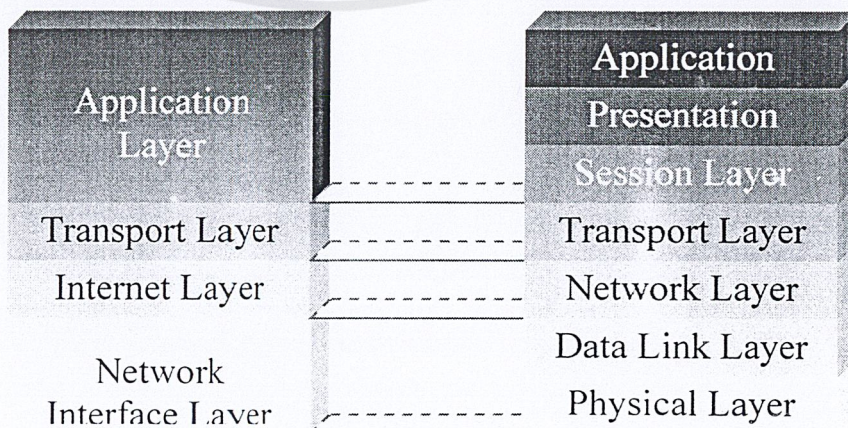 Application
Layer
Transport Layer
Internet Layer
Network
Interface Layer
Application
Presentation
Session Layer
Transport Layer
Network Layer
Data Link Layer
Physical Layer